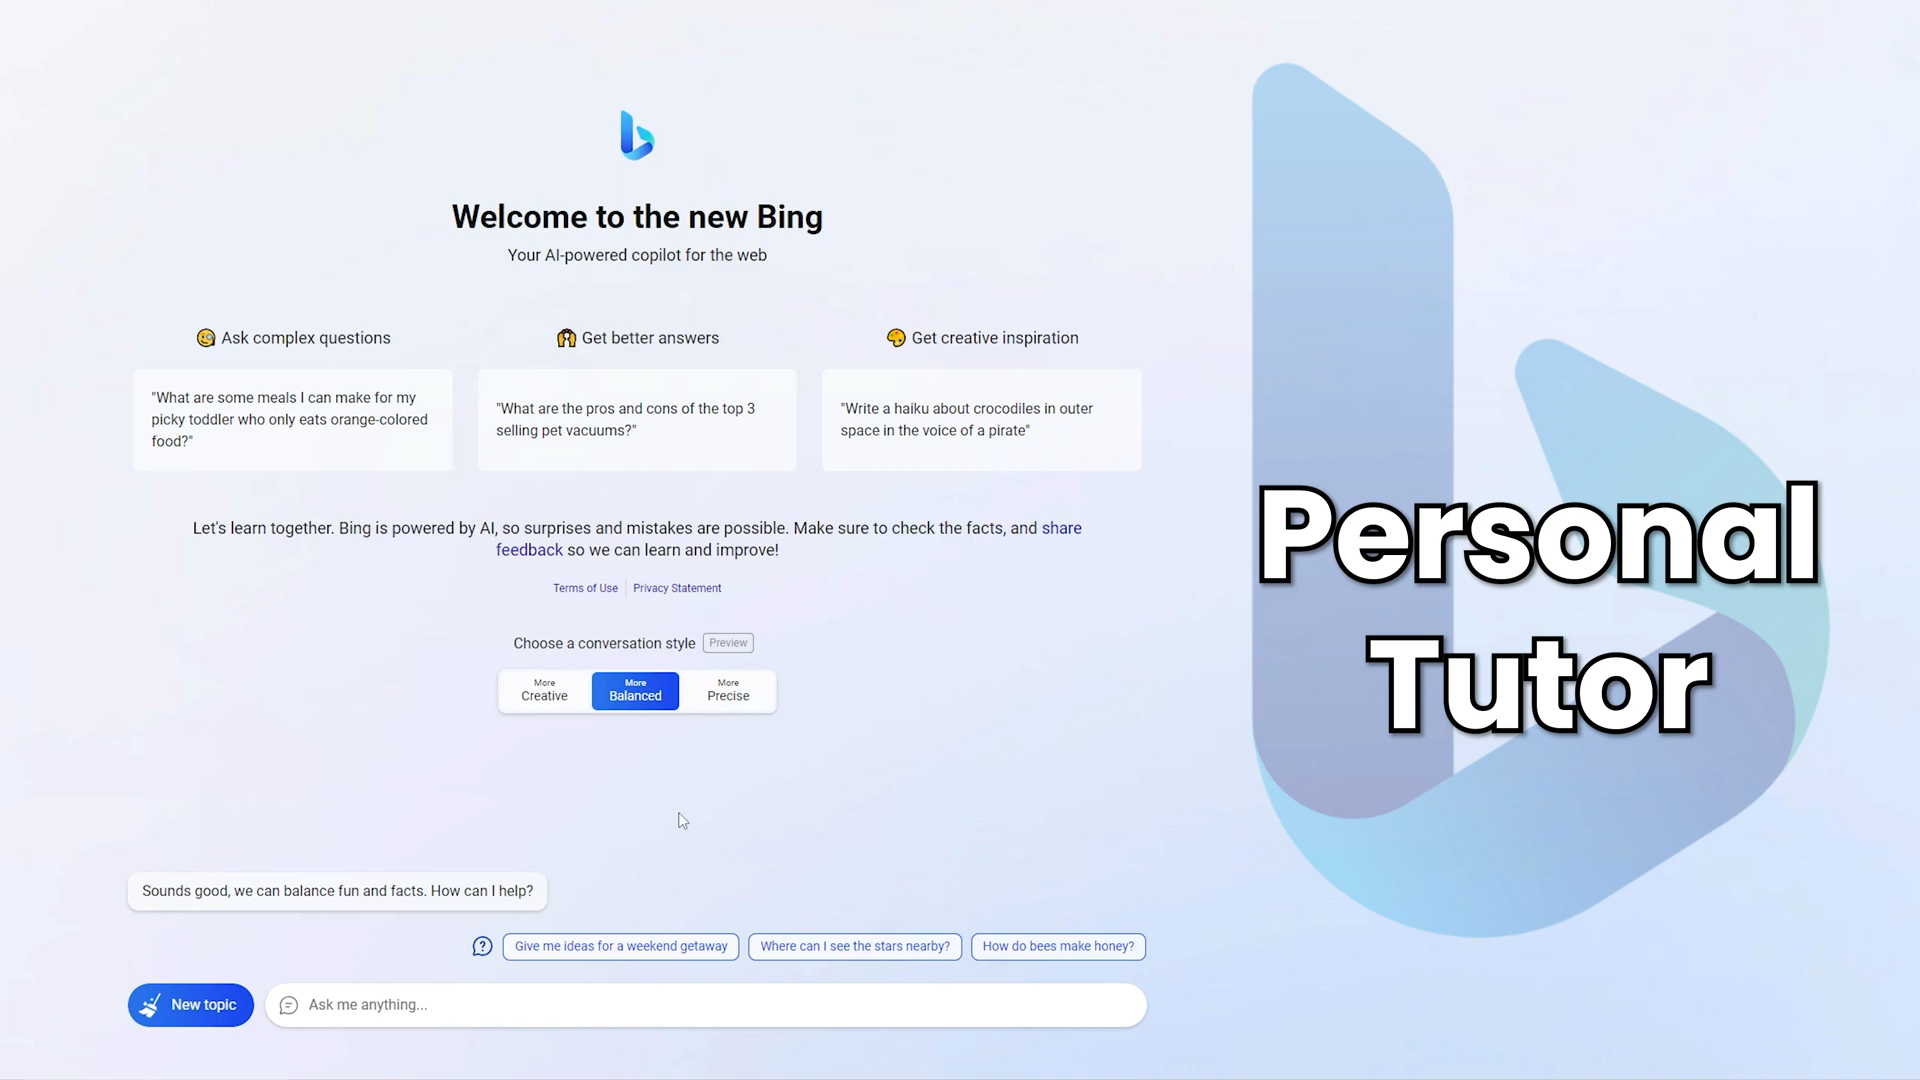 Welcome to the new Bing
Your AI-powered copilot for the web
Ask complex questions
"What are some meals I can make for my
picky toddler who only eats orange-colored
food?"
Get better answers
"What are the pros and cons of the top 3
selling pet vacuums?"
Get creative inspiration
"Write a haiku about crocodiles in outer
space in the voice of a pirate"
Let's learn together. Bing is powered by AI, so surprises and mistakes are possible. Make sure to check the facts, and share
feedback so we can learn and improve!
Terms of Use Privacy Statement
Choose a conversation style Preview
More
Creative
More
Balanced
More
Precise
Sounds good, we can balance fun and facts. How can I help?
Give me ideas for a weekend getaway
Where can I see the stars nearby?
How do bees make honey?
New topic
Ask me anything...
Personal
Tutor